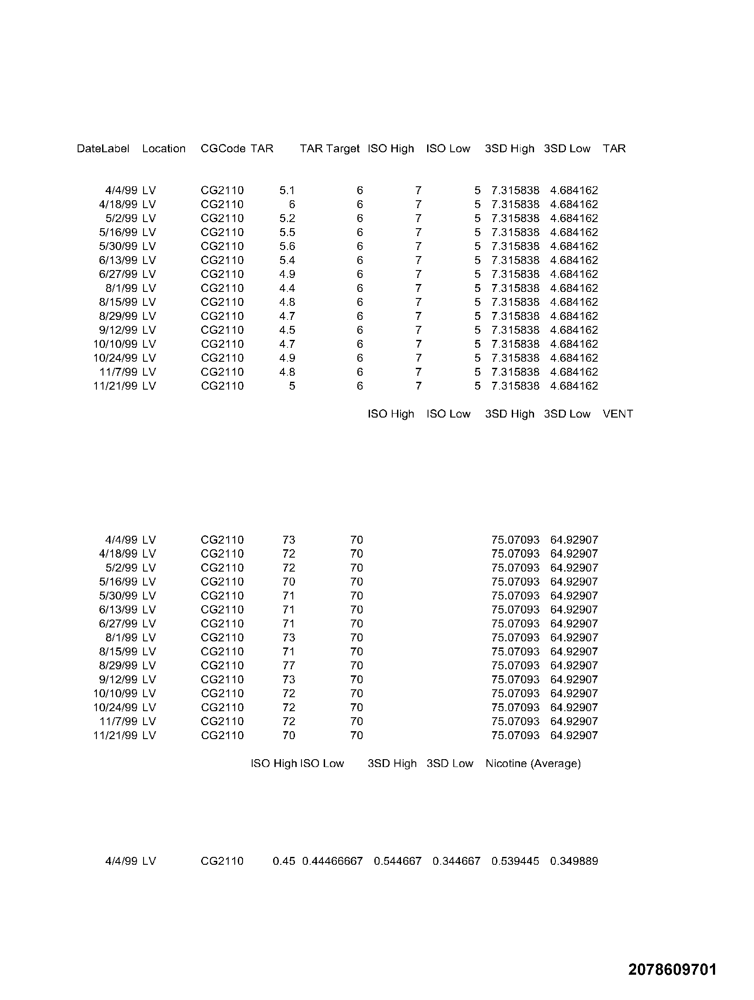 DateLabel Location CGCode TAR TAR Target ISO High ISO Low 3SD High 3SD Low TAR
4/4/99 LV CG2110 5.1 6 7 5 7.315838 4.684162
4/18/99 LV CG2110 6 6 7 5 7.315838 4.684162
5/2/99 LV CG2110 5.2 6 7 5 7.315838 4.684162
5/16/99 LV CG2110 5.5 6 7 5 7.315838 4.684162
5/30/99 LV CG2110 5.6 6 7 5 7.315838 4.684162
6/13/99 LV CG2110 5.4 6 7 5 7.315838 4.684162
6/27/99 LV CG2110 4.9 6 7 5 7.315838 4.684162
8/1/99 LV CG2110 4.4 6 7 5 7.315838 4.684162
8/15/99 LV CG2110 4.8 6 7 5 7.315838 4.684162
8/29/99 LV CG2110 4.7 6 7 5 7.315838 4.684162
9/12/99 LV CG2110 4.5 6 7 5 7.315838 4.684162
10/10/99 LV CG2110 4.7 6 7 5 7.315838 4.684162
10/24/99 LV CG2110 4.9 6 7 5 7.315838 4.684162
11/7/99 LV CG2110 4.8 6 7 5 7.315838 4.684162
11/21/99 LV CG2110 5 6 7 5 7.315838 4.684162
ISO High ISO Low 3SD High 3SD Low VENT
4/4/99 LV CG2110 73 70 75.07093 64.92907
4/18/99 LV CG2110 72 70 75.07093 64.92907
5/2/99 LV CG2110 72 70 75.07093 64.92907
5/16/99 LV CG2110 70 70 75.07093 64.92907
5/30/99 LV CG2110 71 70 75.07093 64.92907
6/13/99 LV CG2110 71 70 75.07093 64.92907
6/27/99 LV CG2110 71 70 75.07093 64.92907
8/1/99 LV CG2110 73 70 75.07093 64.92907
8/15/99 LV CG2110 71 70 75.07093 64.92907
8/29/99 LV CG2110 77 70 75.07093 64.92907
9/12/99 LV CG2110 73 70 75.07093 64.92907
10/10/99 LV CG2110 72 70 75.07093 64.92907
10/24/99 LV CG2110 72 70 75.07093 64.92907
11/7/99 LV CG2110 72 70 75.07093 64.92907
11/21/99 LV CG2110 70 70 75.07093 64.92907
ISO High ISO Low 3SD High 3SD Low Nicotine (Average)
4/4/99 LV CG2110 0.45 0.44466667 0.544667 0.344667 0.539445 0.349889
2078609701